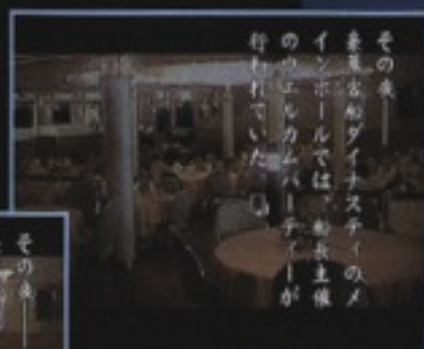 その夜
豪華客船ダイナスティのメ
インホールでは、船長主催
のウエルカムパーティーが
行われていた
その夜